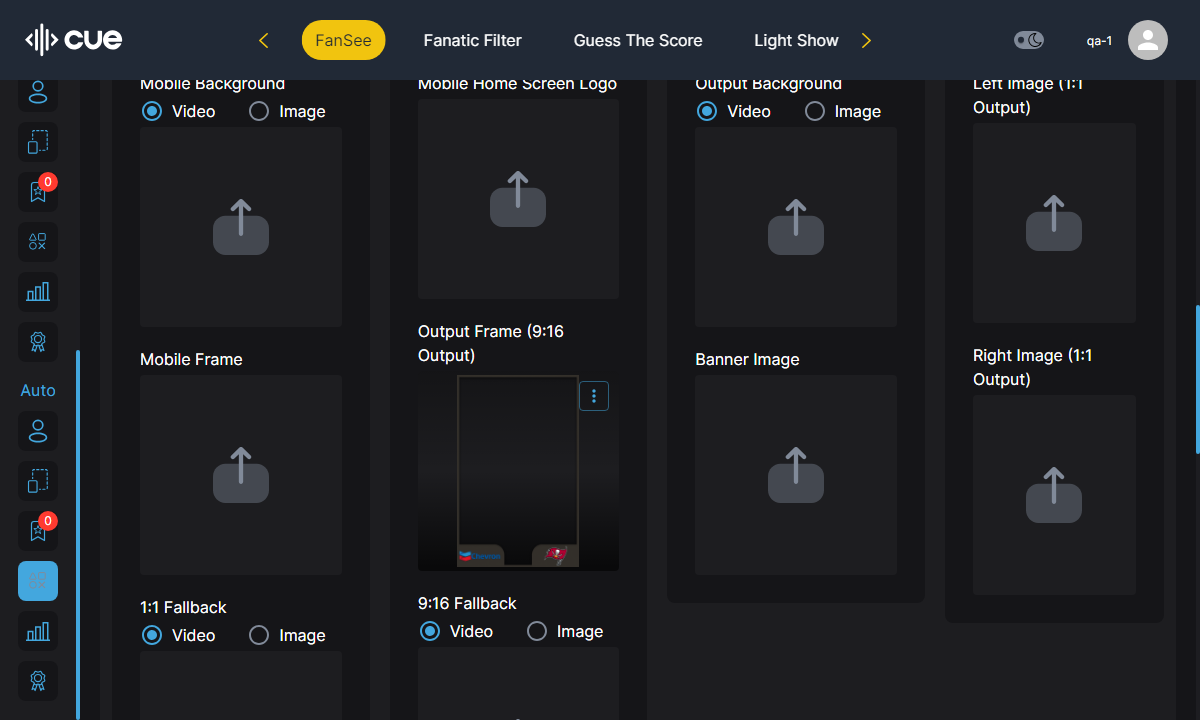 cue
FanSee
Fanatic Filter
Guess The Score
Light Show
qa-1
0
Auto
0
Mobile Background
Video
Image
Mobile Frame
1:1 Fallback
Video
Image
Mobile Home Screen Logo
Output Frame (9:16
Output)
9:16 Fallback
Video
Image
Output Background
Video
Image
Banner Image
Left Image (1:1
Output)
Right Image (1:1
Output)